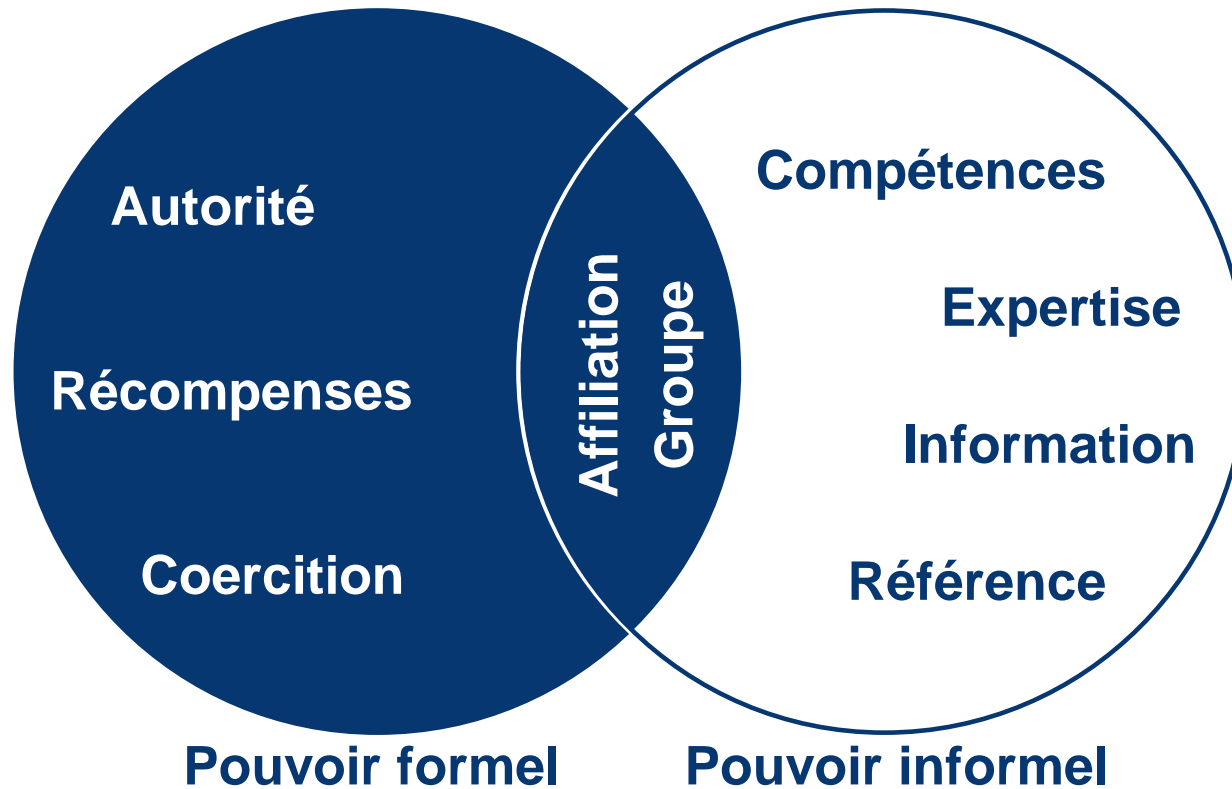 Autorité
Récompenses
Coercition
Affiliation
Groupe
Compétences
Expertise
Information
Référence
Pouvoir formel
Pouvoir informel